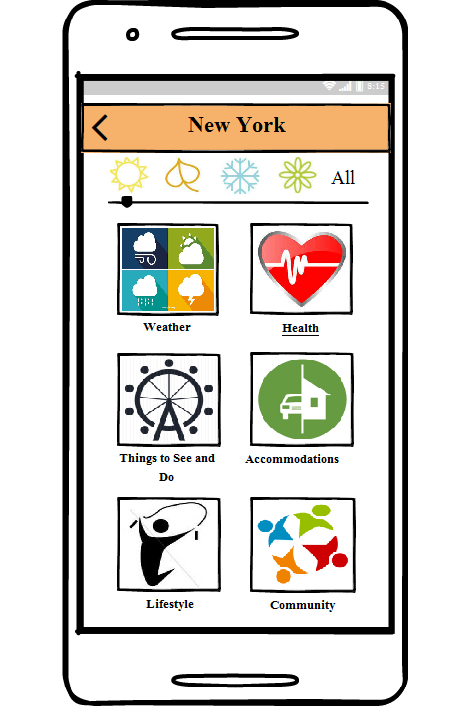 8:15
New York
All
Weather
Health
Things to See and
Do
Accommodations
Lifestyle
Community